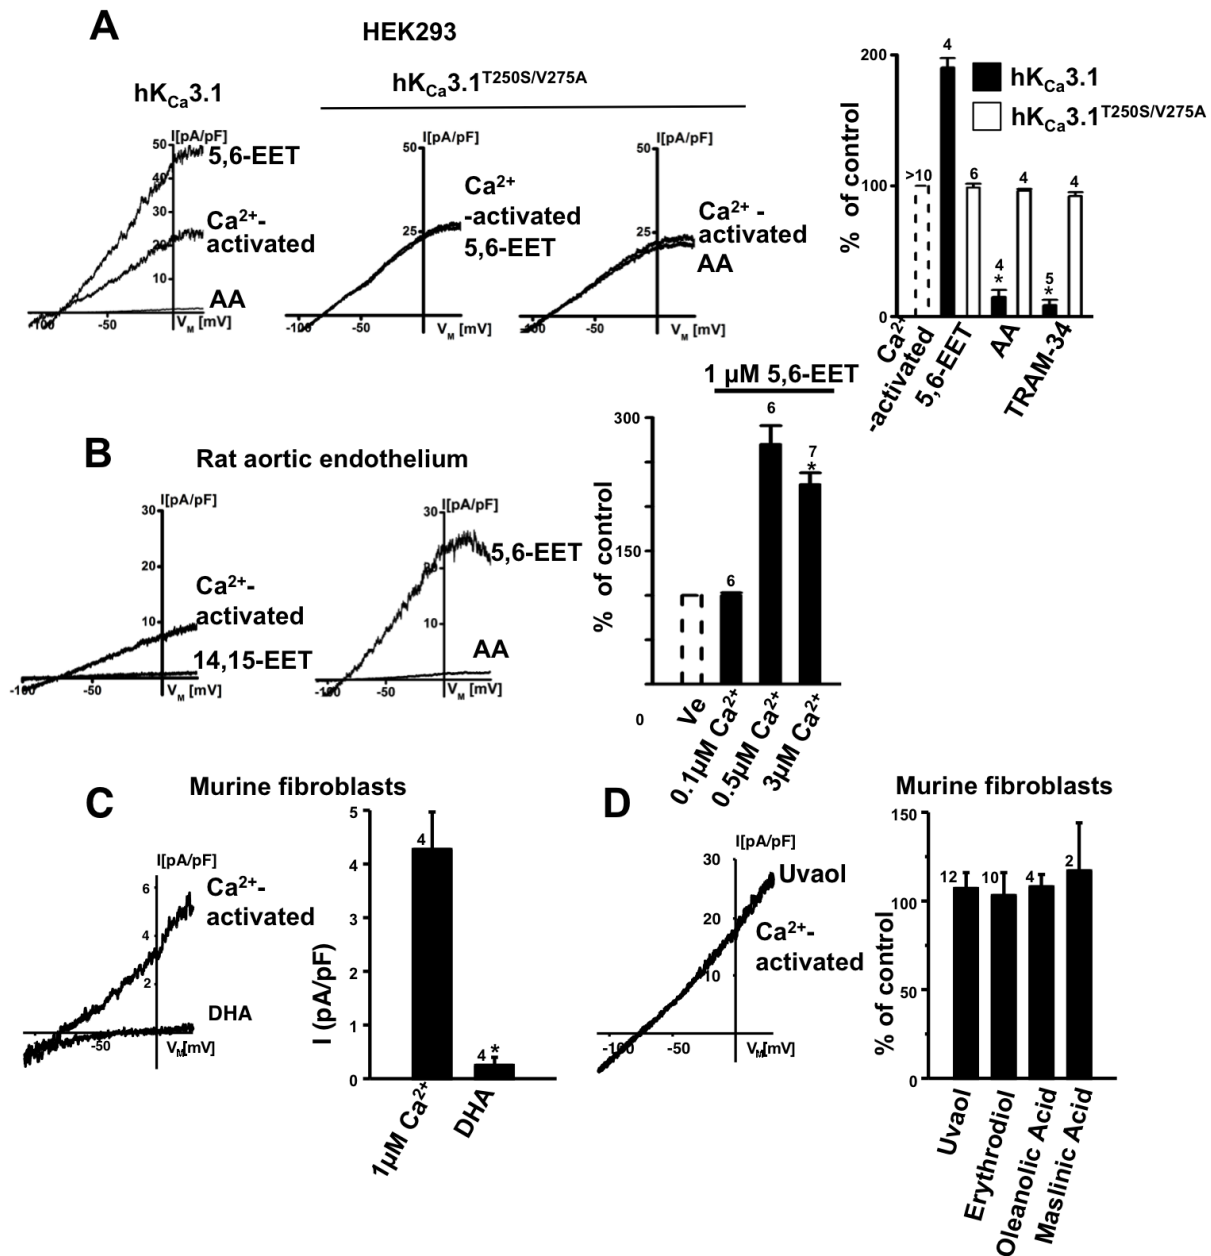 A
HEK293
hKCa3.1
hKCa3.1T250S/V275A
I[pA/pF]
50
40
30
20
10
5,6-EET
Ca2+-
activated
AA
-100
-50
VM [mV]
I[pA/pF]
50
25
Ca2+
-activated
5,6-EET
-100
-50
VM [mV]
I[pA/pF]
50
25
Ca2+ -
activated
AA
-100
-50
VM [mV]
% of control
200
100
0
hKCa3.1
hKCa3.1T250S/V275A
>10
4
6
4
*
4
5
*
4
Ca2+
-activated
5,6-EET
AA
TRAM-34
B
Rat aortic endothelium
I[pA/pF]
30
20
10
Ca2+-
activated
14,15-EET
-100
-50
VM [mV]
I[pA/pF]
30
20
10
5,6-EET
AA
-100
-50
VM [mV]
1 µM 5,6-EET
% of control
300
150
0
6
6
7
*
Ve
0.1µM Ca2+
0.5µM Ca2+
3µM Ca2+
C
Murine fibroblasts
I[pA/pF]
6
4
2
Ca2+-
activated
DHA
-50
VM[mV]
I (pA/pF)
5
4
3
2
1
0
4
4
*
1µM Ca2+
DHA
D
Murine fibroblasts
I[pA/pF]
30
20
10
Uvaol
Ca2+-
activated
-100
-50
VM[mV]
% of control
150
100
50
0
12
10
4
2
Uvaol
Erythrodiol
Oleanolic Acid
Maslinic Acid